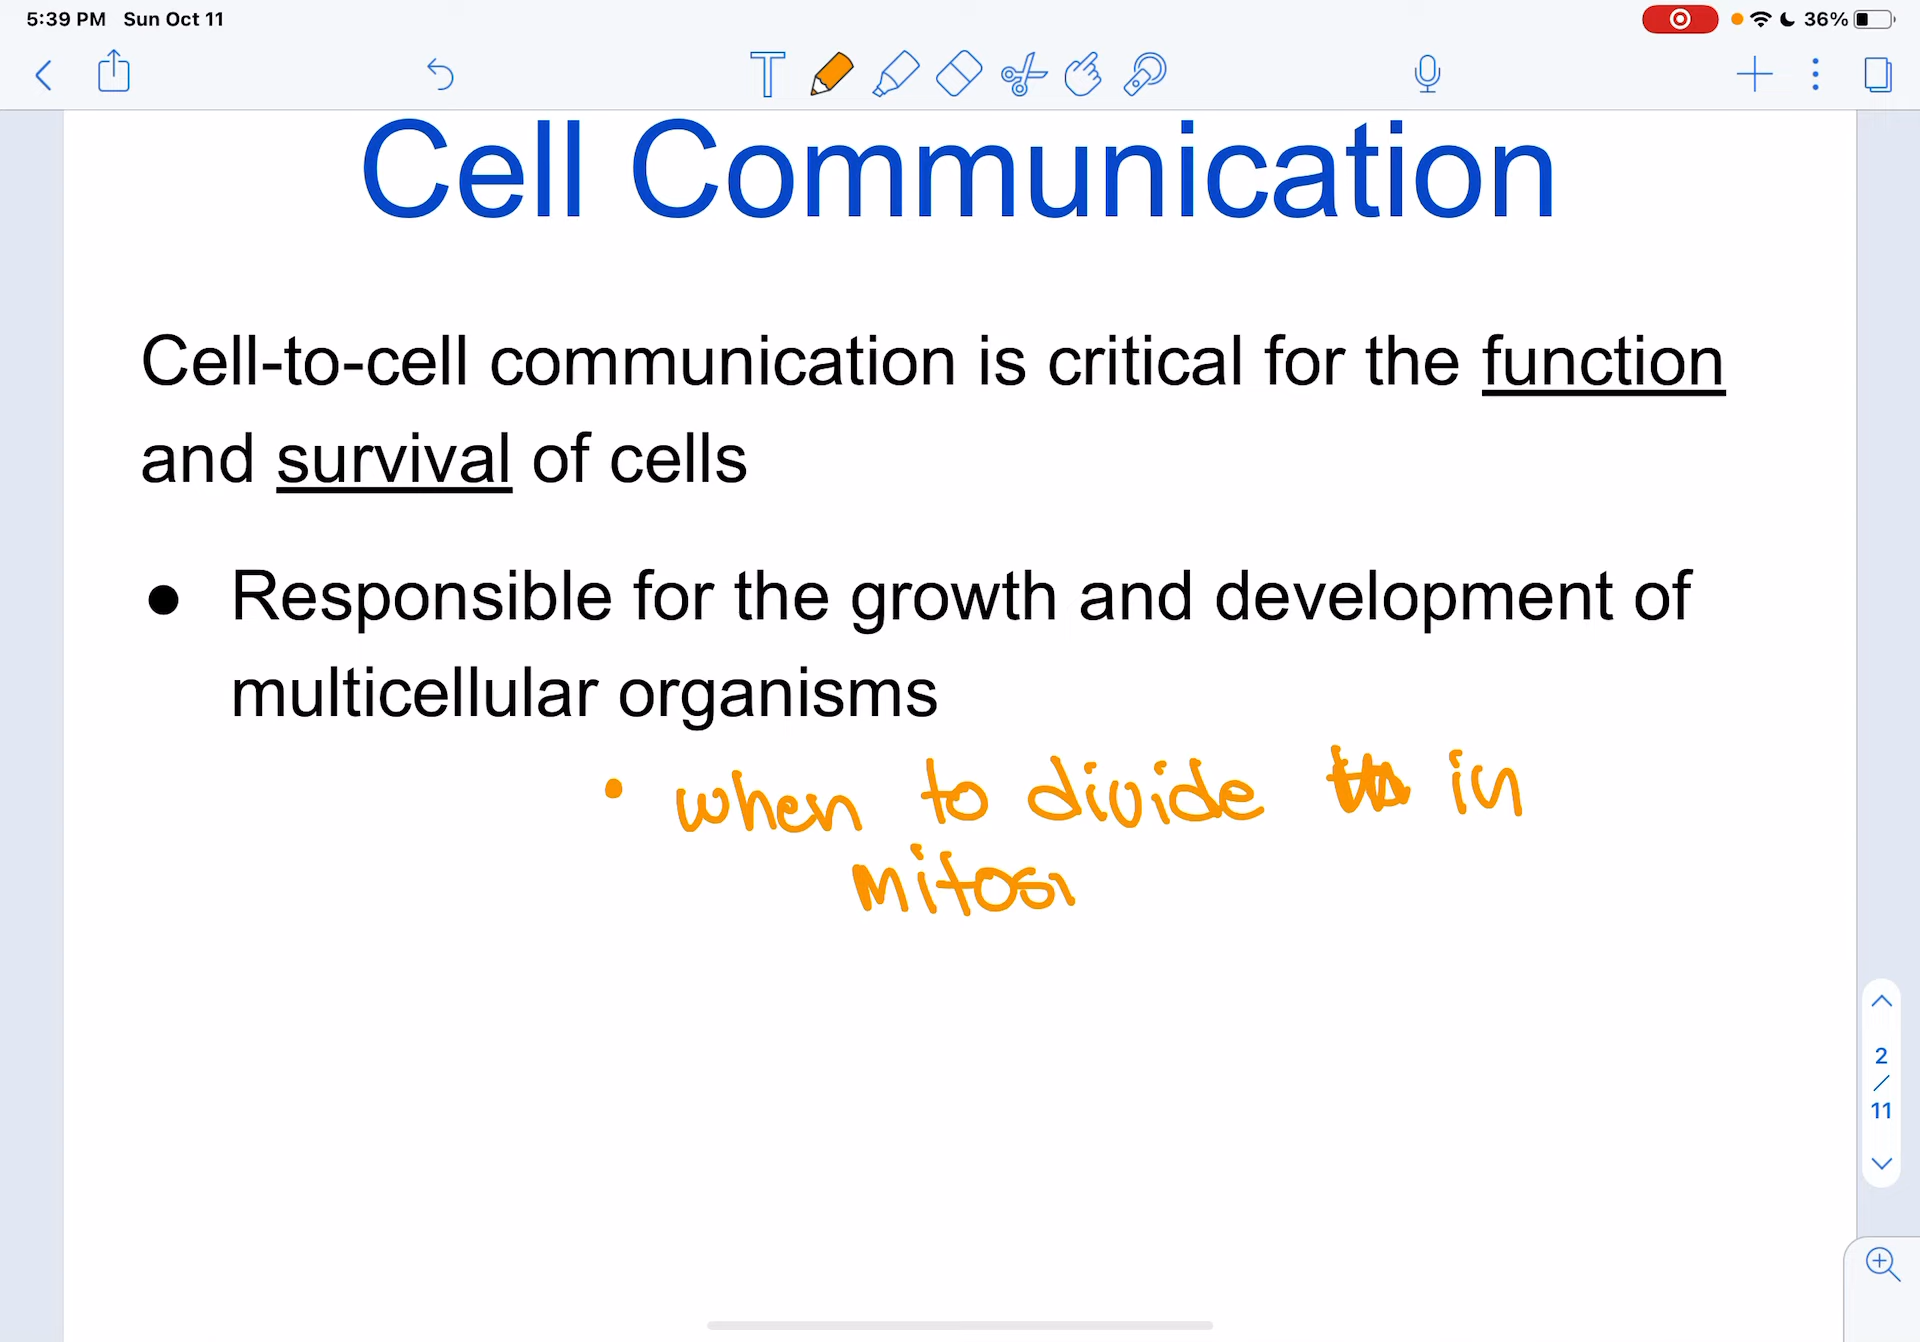 5:39 PM Sun Oct 11
36%
Cell Communication
Cell-to-cell communication is critical for the function
and survival of cells
● Responsible for the growth and development of
multicellular organisms
• when to divide in
mitosi
2
/
11